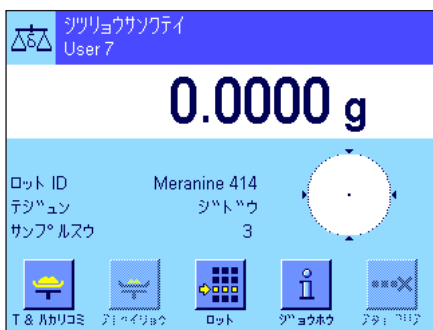 シツリョウサンクテイ
User 7
0.0000 g
ロット ID Meranine 414
テジ"ュン ジ"ト"ウ
サンプ°ルスウ 3
T & ハカリコミ ロット ジ"ョウホウ